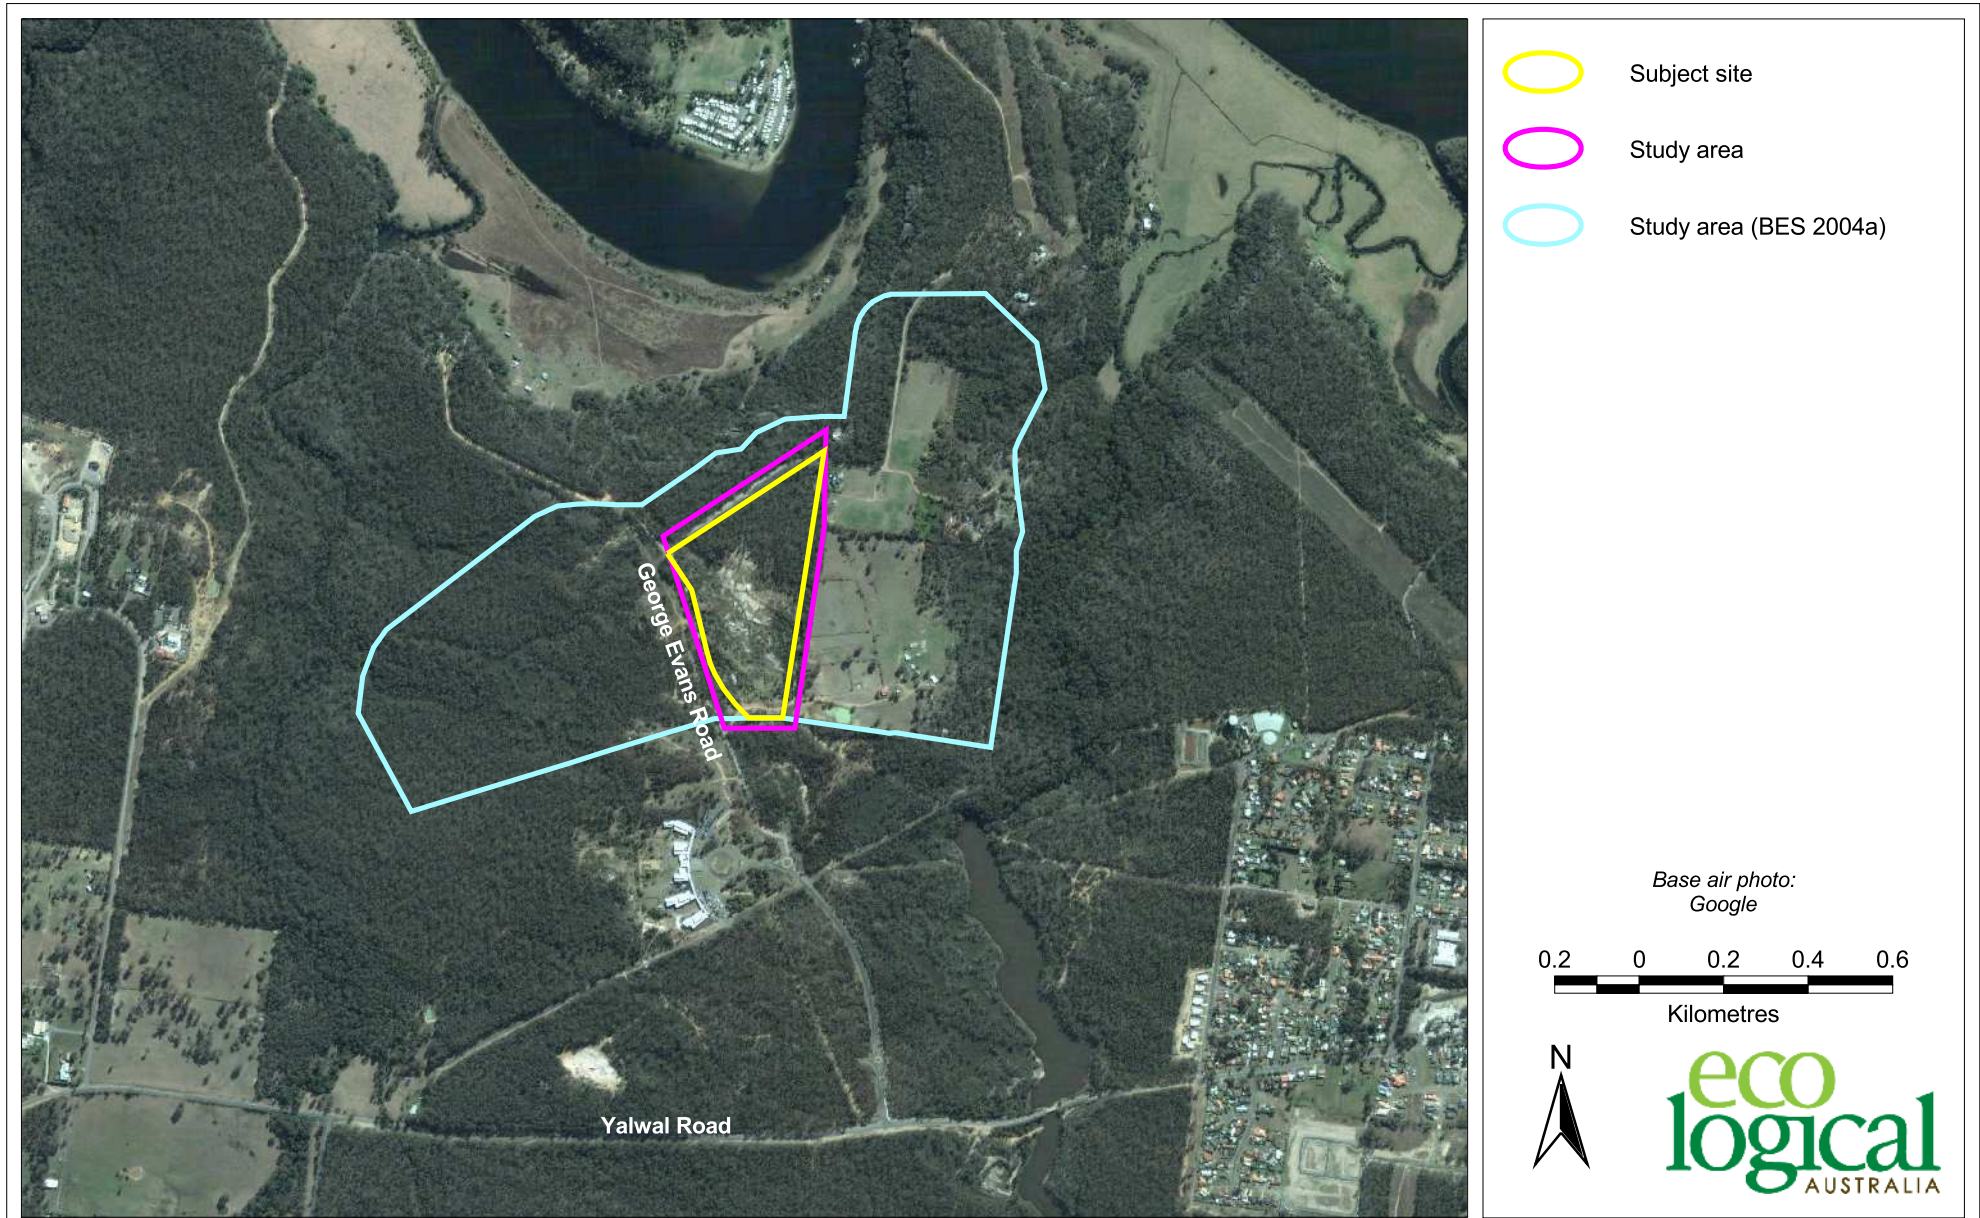 Subject site
Study area
Study area (BES 2004a)
George Evans Road
Yalwal Road
Base air photo:
Google
0.2 0 0.2 0.4 0.6
Kilometres
N
eco
logical
AUSTRALIA